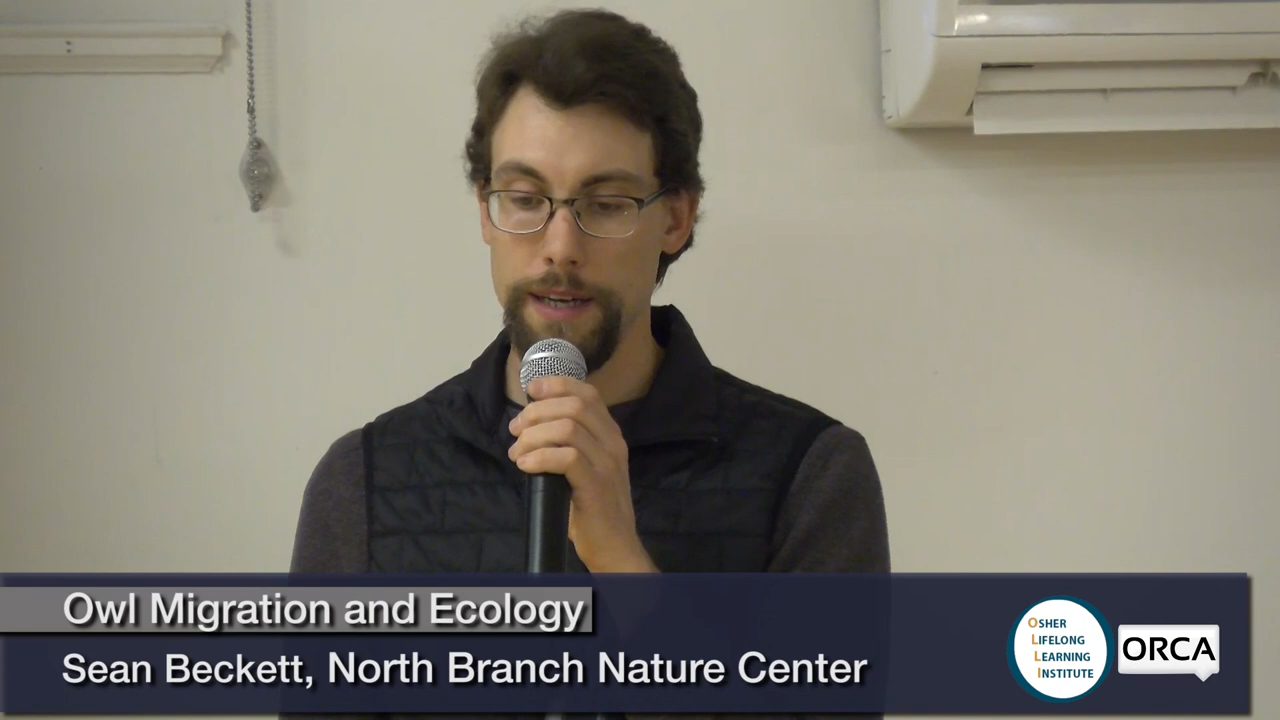 Owl Migration and Ecology
Sean Beckett, North Branch Nature Center
OSHER
LIFELONG
LEARNING
INSTITUTE
ORCA